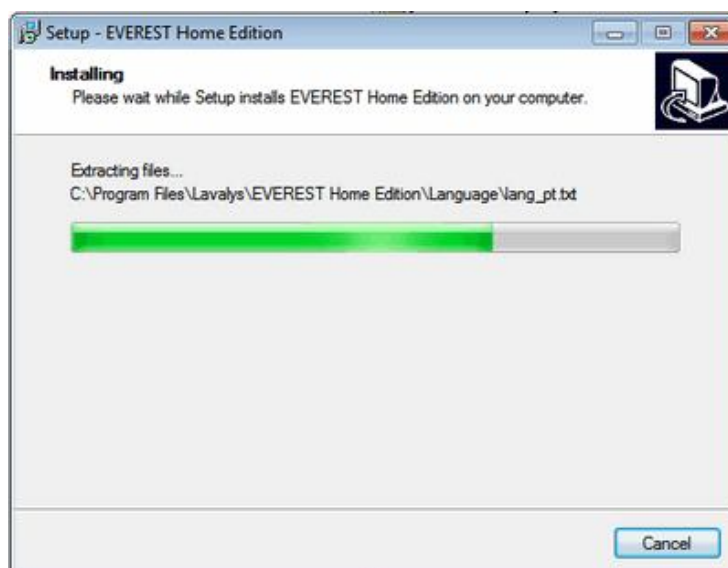 Setup - EVEREST Home Edition
Installing
Please wait while Setup installs EVEREST Home Edition on your computer.
Extracting files...
C:\Program Files\Lavalys\EVEREST Home Edition\Language\lang_pt.txt
Cancel